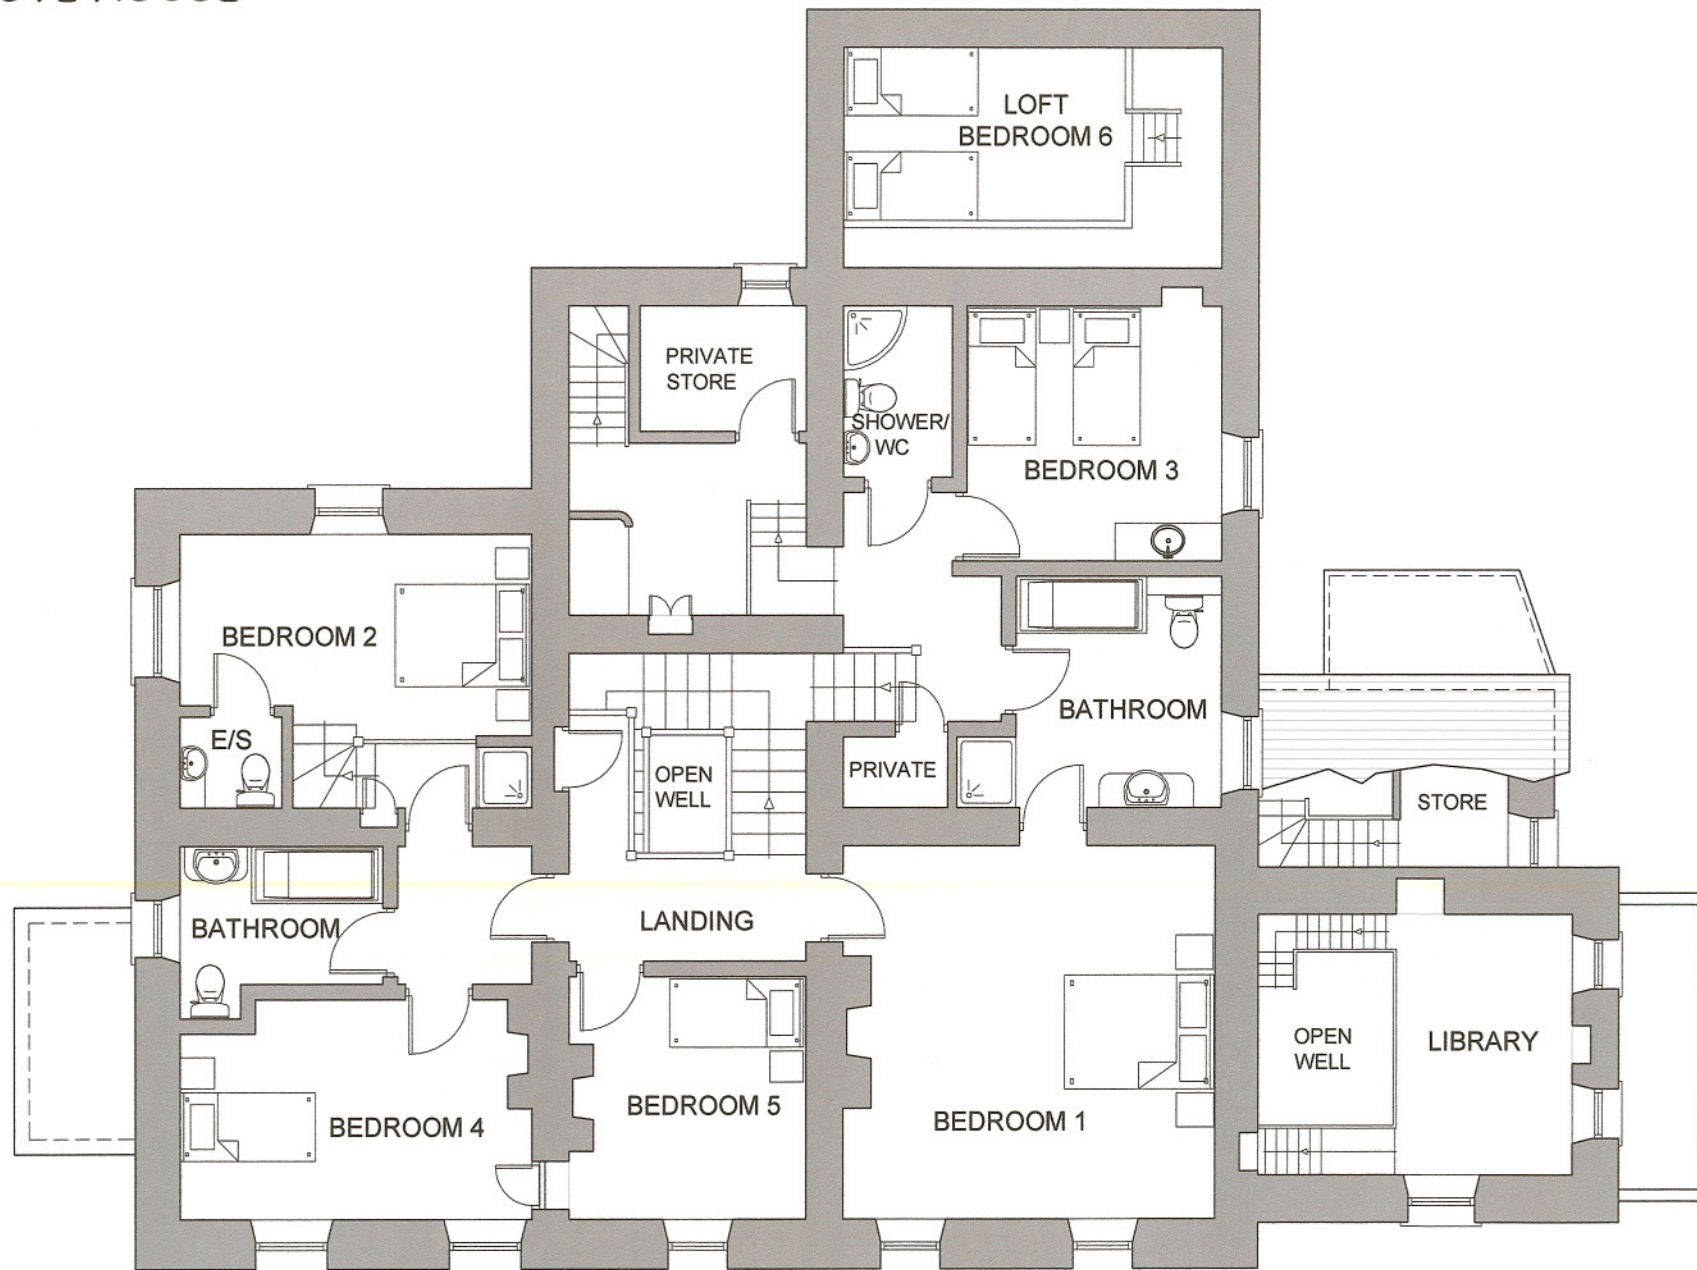 LOFT
BEDROOM 6
PRIVATE
STORE
SHOWER/
WC
BEDROOM 3
BEDROOM 2
E/S
OPEN
WELL
PRIVATE
BATHROOM
STORE
BATHROOM
LANDING
OPEN
WELL
LIBRARY
BEDROOM 4
BEDROOM 5
BEDROOM 1